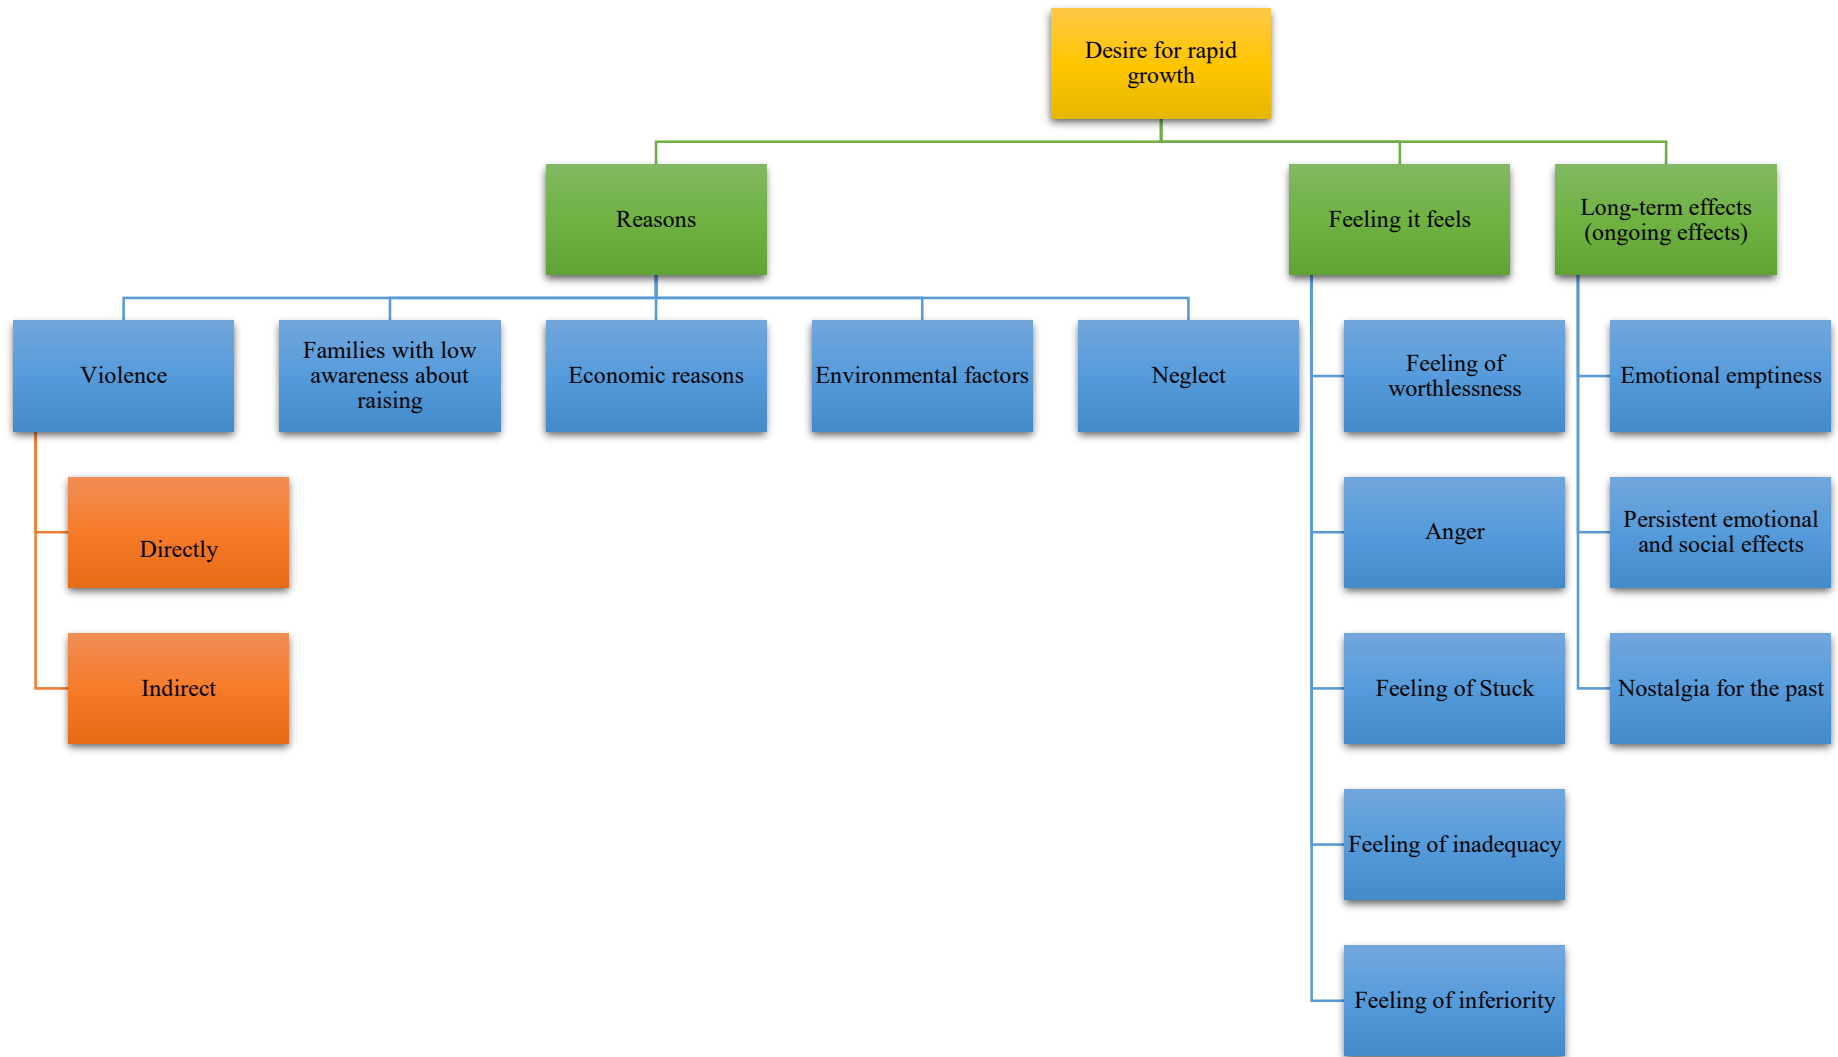 Desire for rapid
growth
Reasons
Feeling it feels
Long-term effects
(ongoing effects)
Violence
Families with low
awareness about
raising
Economic reasons
Environmental factors
Neglect
Feeling of
worthlessness
Emotional emptiness
Directly
Anger
Persistent emotional
and social effects
Indirect
Feeling of Stuck
Nostalgia for the past
Feeling of inadequacy
Feeling of inferiority